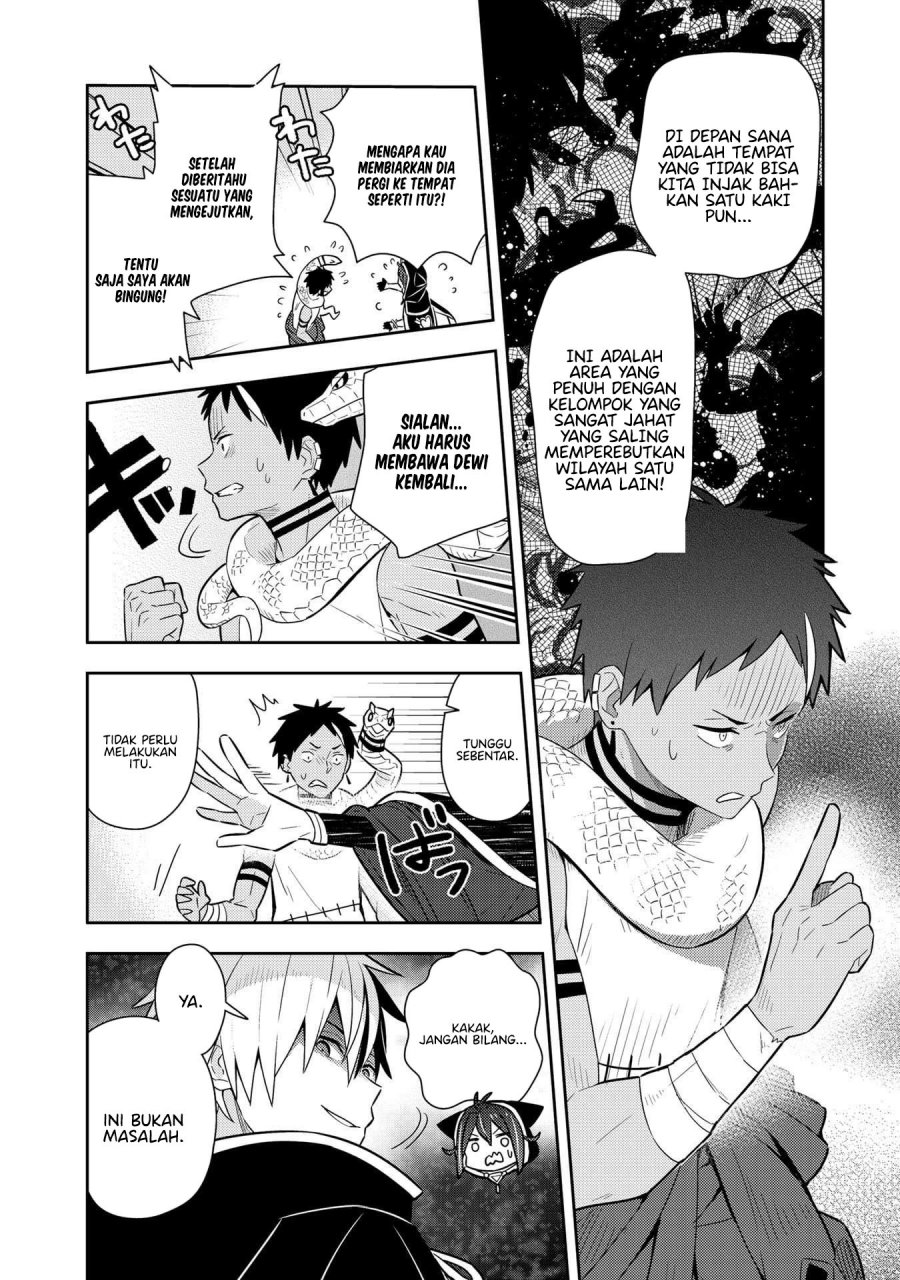 DI DEPAN SANA
ADALAH TEMPAT
YANG TIDAK BISA
KITA INJAK BAH-
KAN SATU KAKI
PUN...
INI ADALAH
AREA YANG
PENUH DENGAN
KELOMPOK YANG
SANGAT JAHAT
YANG SALING
MEMPEREBUTKAN
WILAYAH SATU
SAMA LAIN!
MENGAPA KAU
MEMBIARKAN DIA
PERGI KE TEMPAT
SEPERTI ITU?!
わた
わた
SETELAH
DIBERITAHU
SESUATU YANG
MENGEJUTKAN,
TENTU
SAJA SAYA AKAN
BINGUNG!
SIALAN...
AKU HARUS
MEMBAWA DEWI
KEMBALI...
ギッ
TUNGGU
SEBENTAR.
TIDAK PERLU
MELAKUKAN
ITU.
ばっ
KAKAK,
JANGAN BILANG...
YA.
INI BUKAN
MASALAH.